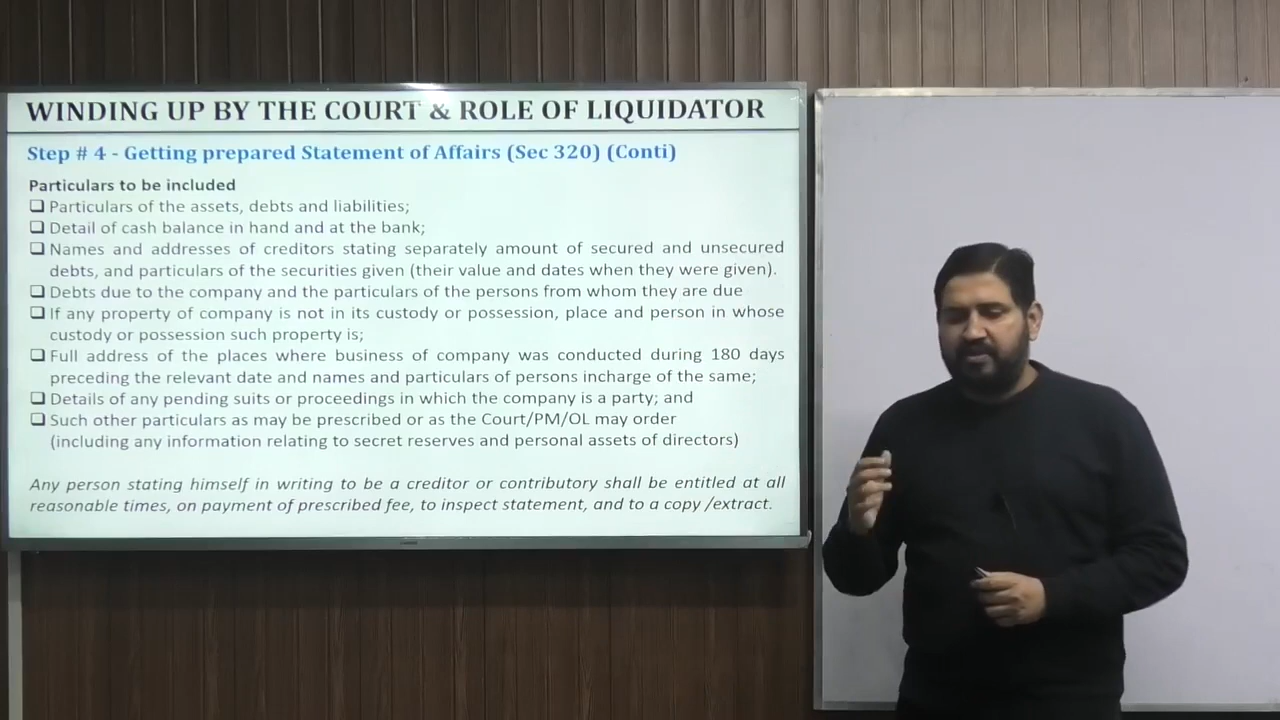 WINDING UP BY THE COURT & ROLE OF LIQUIDATOR
Step # 4 - Getting prepared Statement of Affairs (Sec 320) (Conti)
Particulars to be included
❑ Particulars of the assets, debts and liabilities;
❑ Detail of cash balance in hand and at the bank;
❑ Names and addresses of creditors stating separately amount of secured and unsecured
debts, and particulars of the securities given (their value and dates when they were given).
❑ Debts due to the company and the particulars of the persons from whom they are due
❑ If any property of company is not in its custody or possession, place and person in whose
custody or possession such property is;
❑ Full address of the places where business of company was conducted during 180 days
preceding the relevant date and names and particulars of persons incharge of the same;
❑ Details of any pending suits or proceedings in which the company is a party; and
❑ Such other particulars as may be prescribed or as the Court/PM/OL may order
(including any information relating to secret reserves and personal assets of directors)
Any person stating himself in writing to be a creditor or contributory shall be entitled at all
reasonable times, on payment of prescribed fee, to inspect statement, and to a copy /extract.